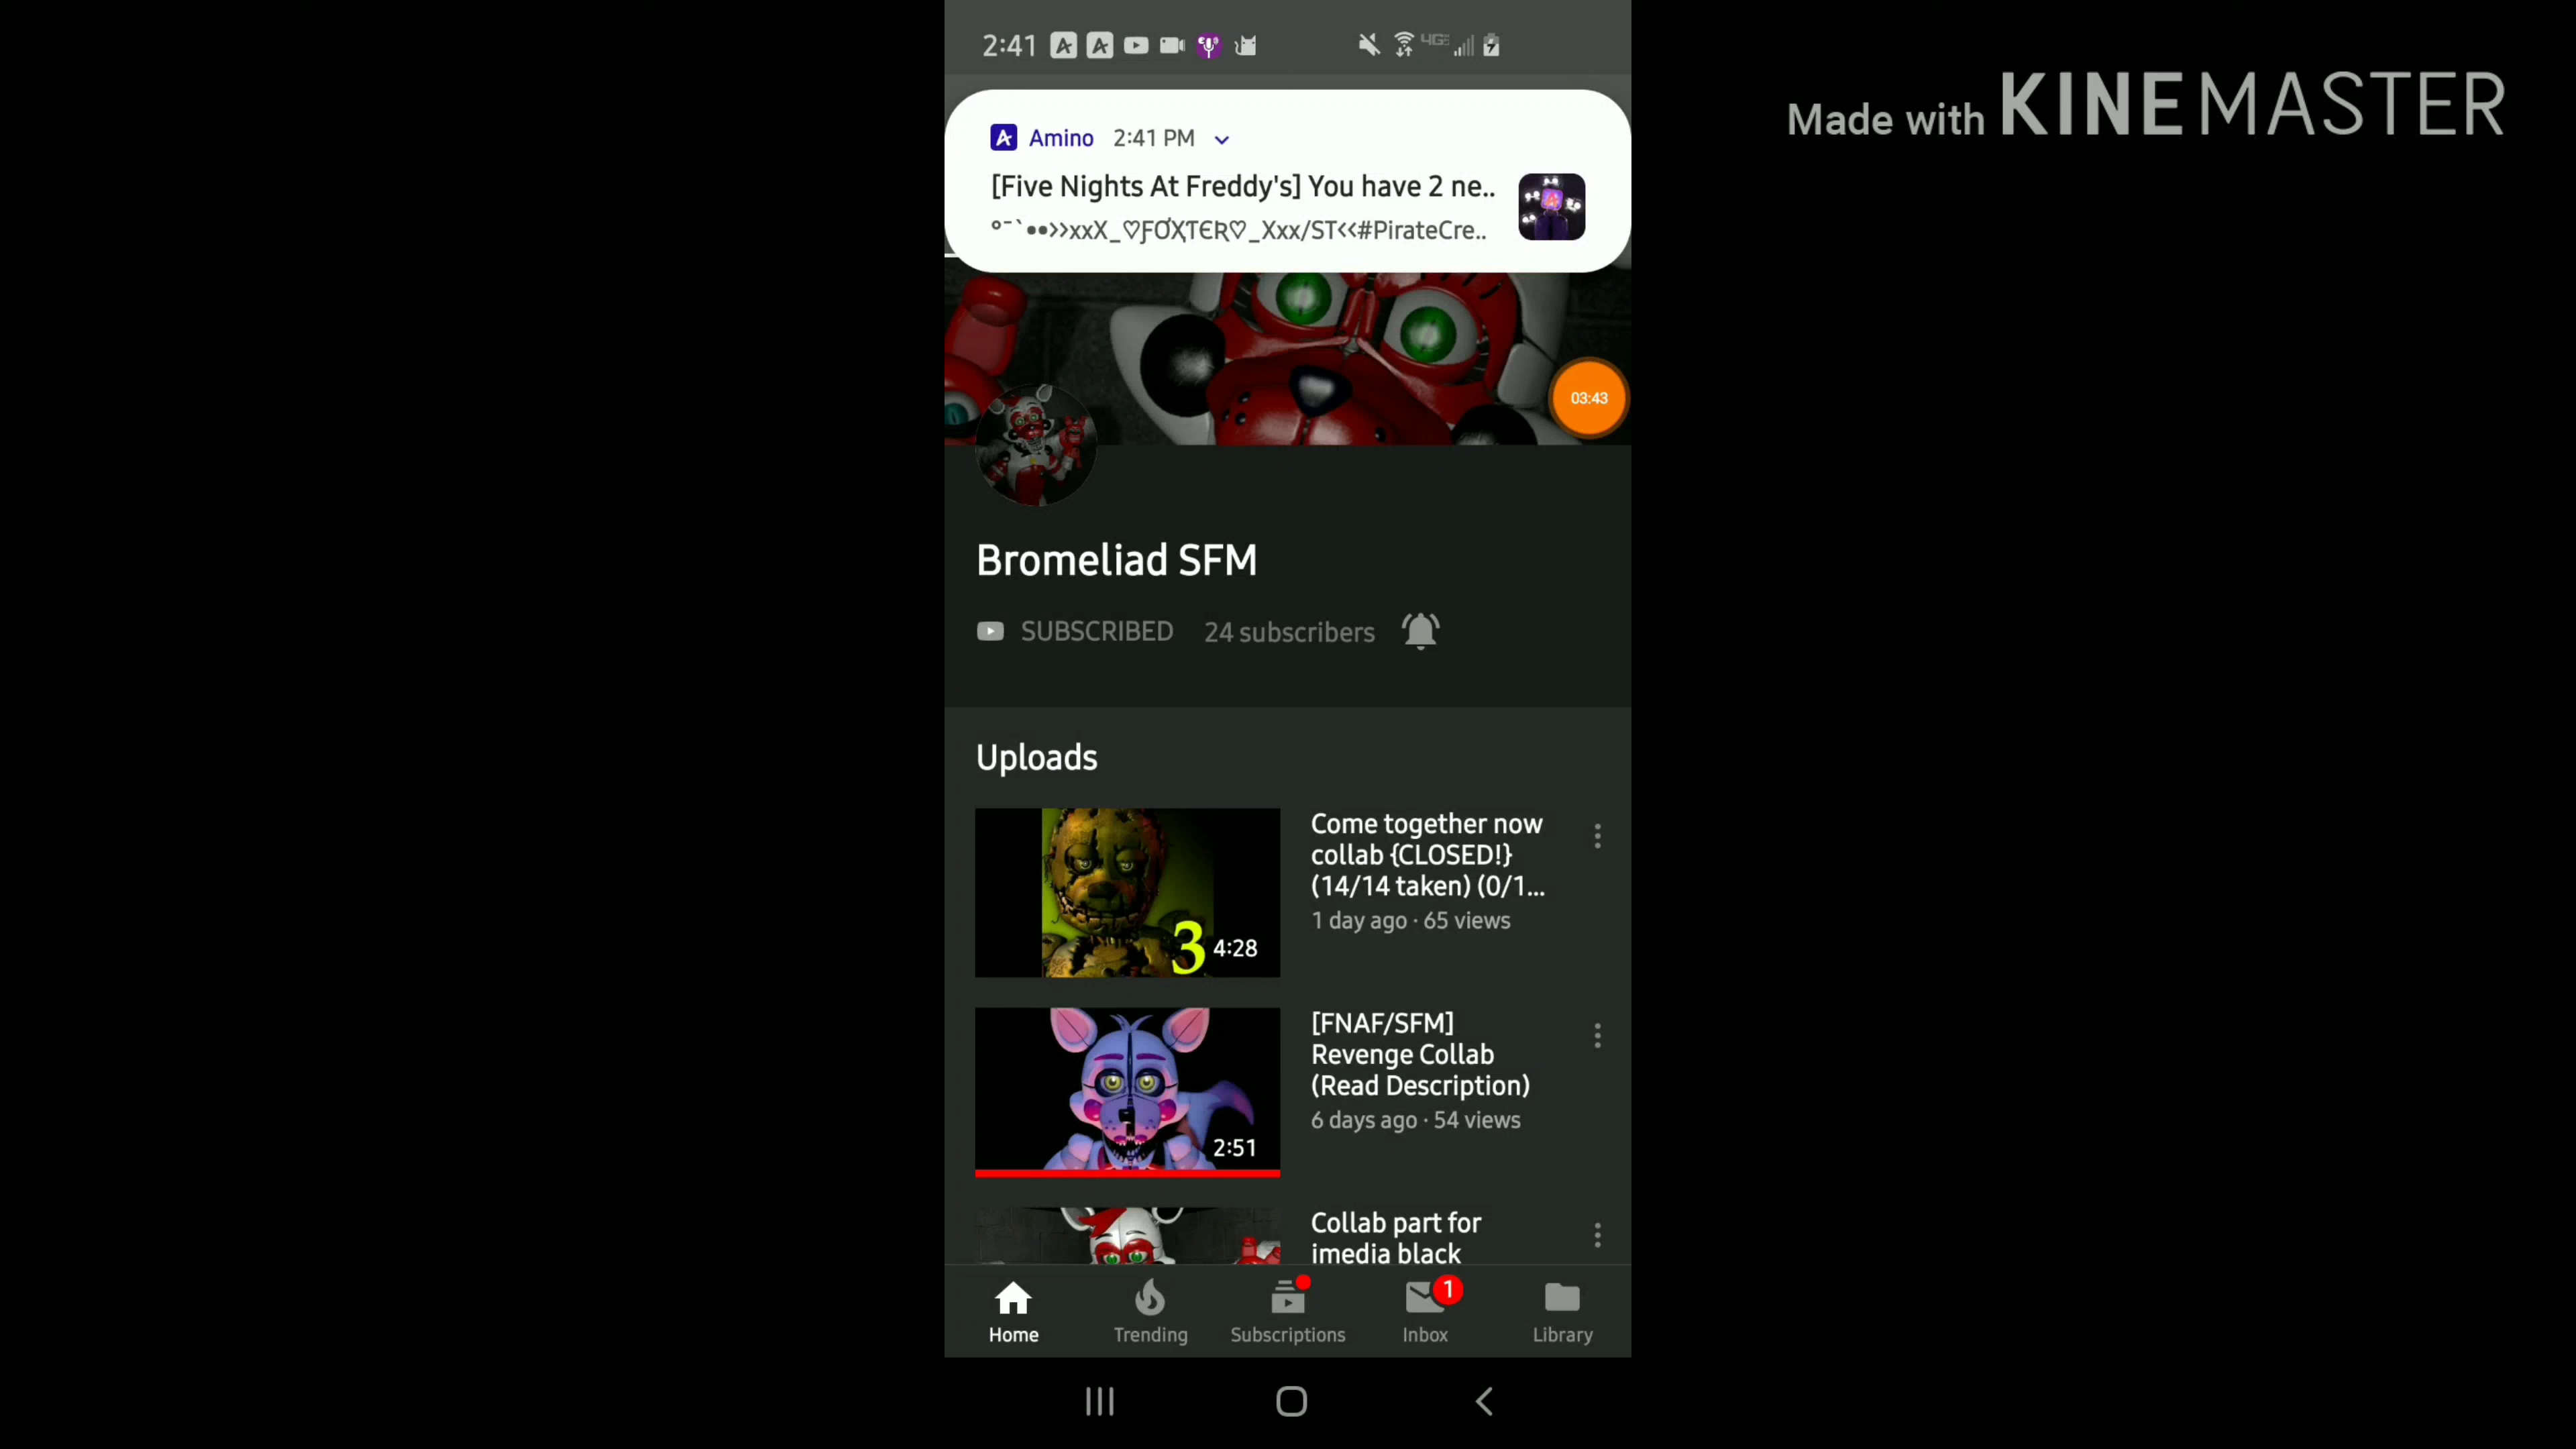 2:41
4GE
Made with KINEMASTER
Amino 2:41 PM
[Five Nights At Freddy's] You have 2 ne..
°¯`••>>xxX_♡ƑƠҲƬЄƦ♡_Xxx/ST<<#PirateCre..
03:43
Bromeliad SFM
SUBSCRIBED 24 subscribers
Uploads
Come together now
collab {CLOSED!}
(14/14 taken) (0/1...
1 day ago · 65 views
3
4:28
[FNAF/SFM]
Revenge Collab
(Read Description)
6 days ago · 54 views
2:51
Collab part for
imedia black
1
Home Trending Subscriptions Inbox Library